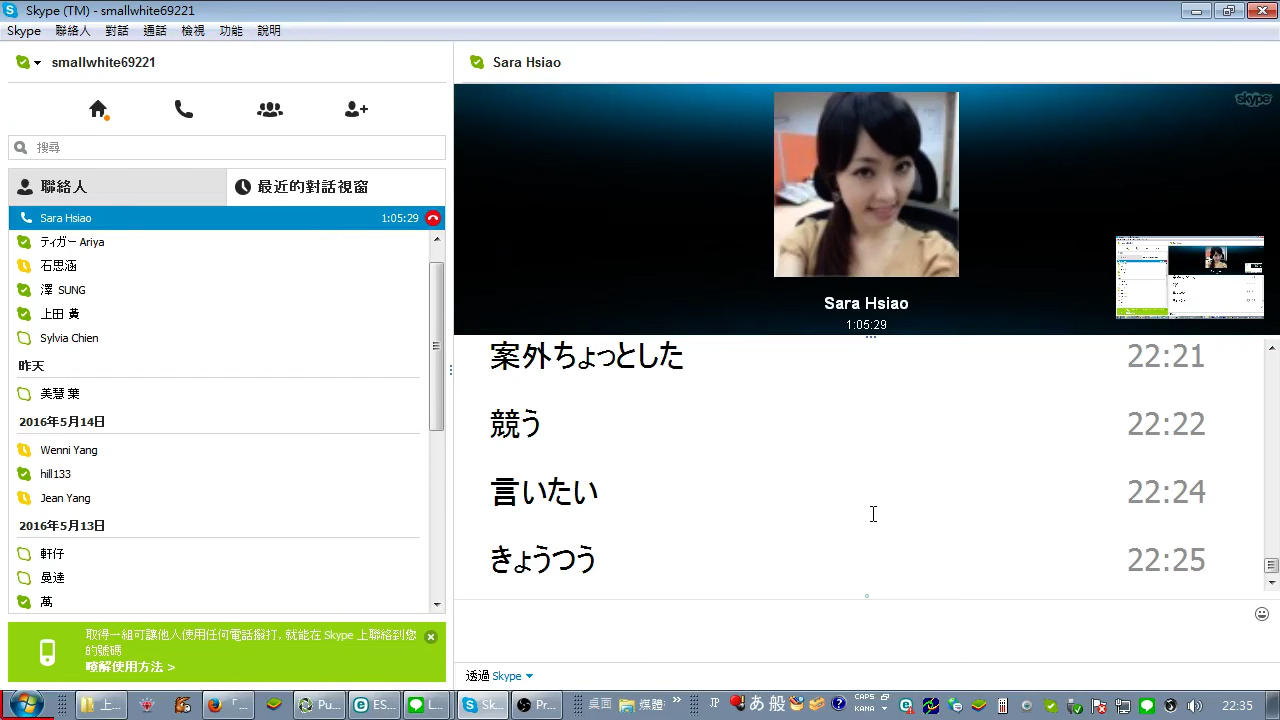 Skype (TM) - smallwhite69221
Skype 聯絡人 對話 通話 檢視 功能 說明
smallwhite69221
搜尋
聯絡人 最近的對話視窗
Sara Hsiao 1:05:29
ティガー Ariya
石思涵
澤 SUNG
上田 黄
Sylvia Chien
昨天
美慧 葉
2016年5月14日
Wenni Yang
hill133
Jean Yang
2016年5月13日
軒仔
曼達
萬
取得一組可讓他人使用任何電話撥打, 就能在 Skype 上聯絡到您
的號碼
瞭解使用方法 >
Sara Hsiao
skype
Sara Hsiao
1:05:29
案外ちょっとした 22:21
競う 22:22
言いたい 22:24
きょうつう 22:25
透過 Skype
上... 「... Pu... ES... L... Sk... Pr... 桌面 媒體 » JP あ 般 CAPS KANA 22:35